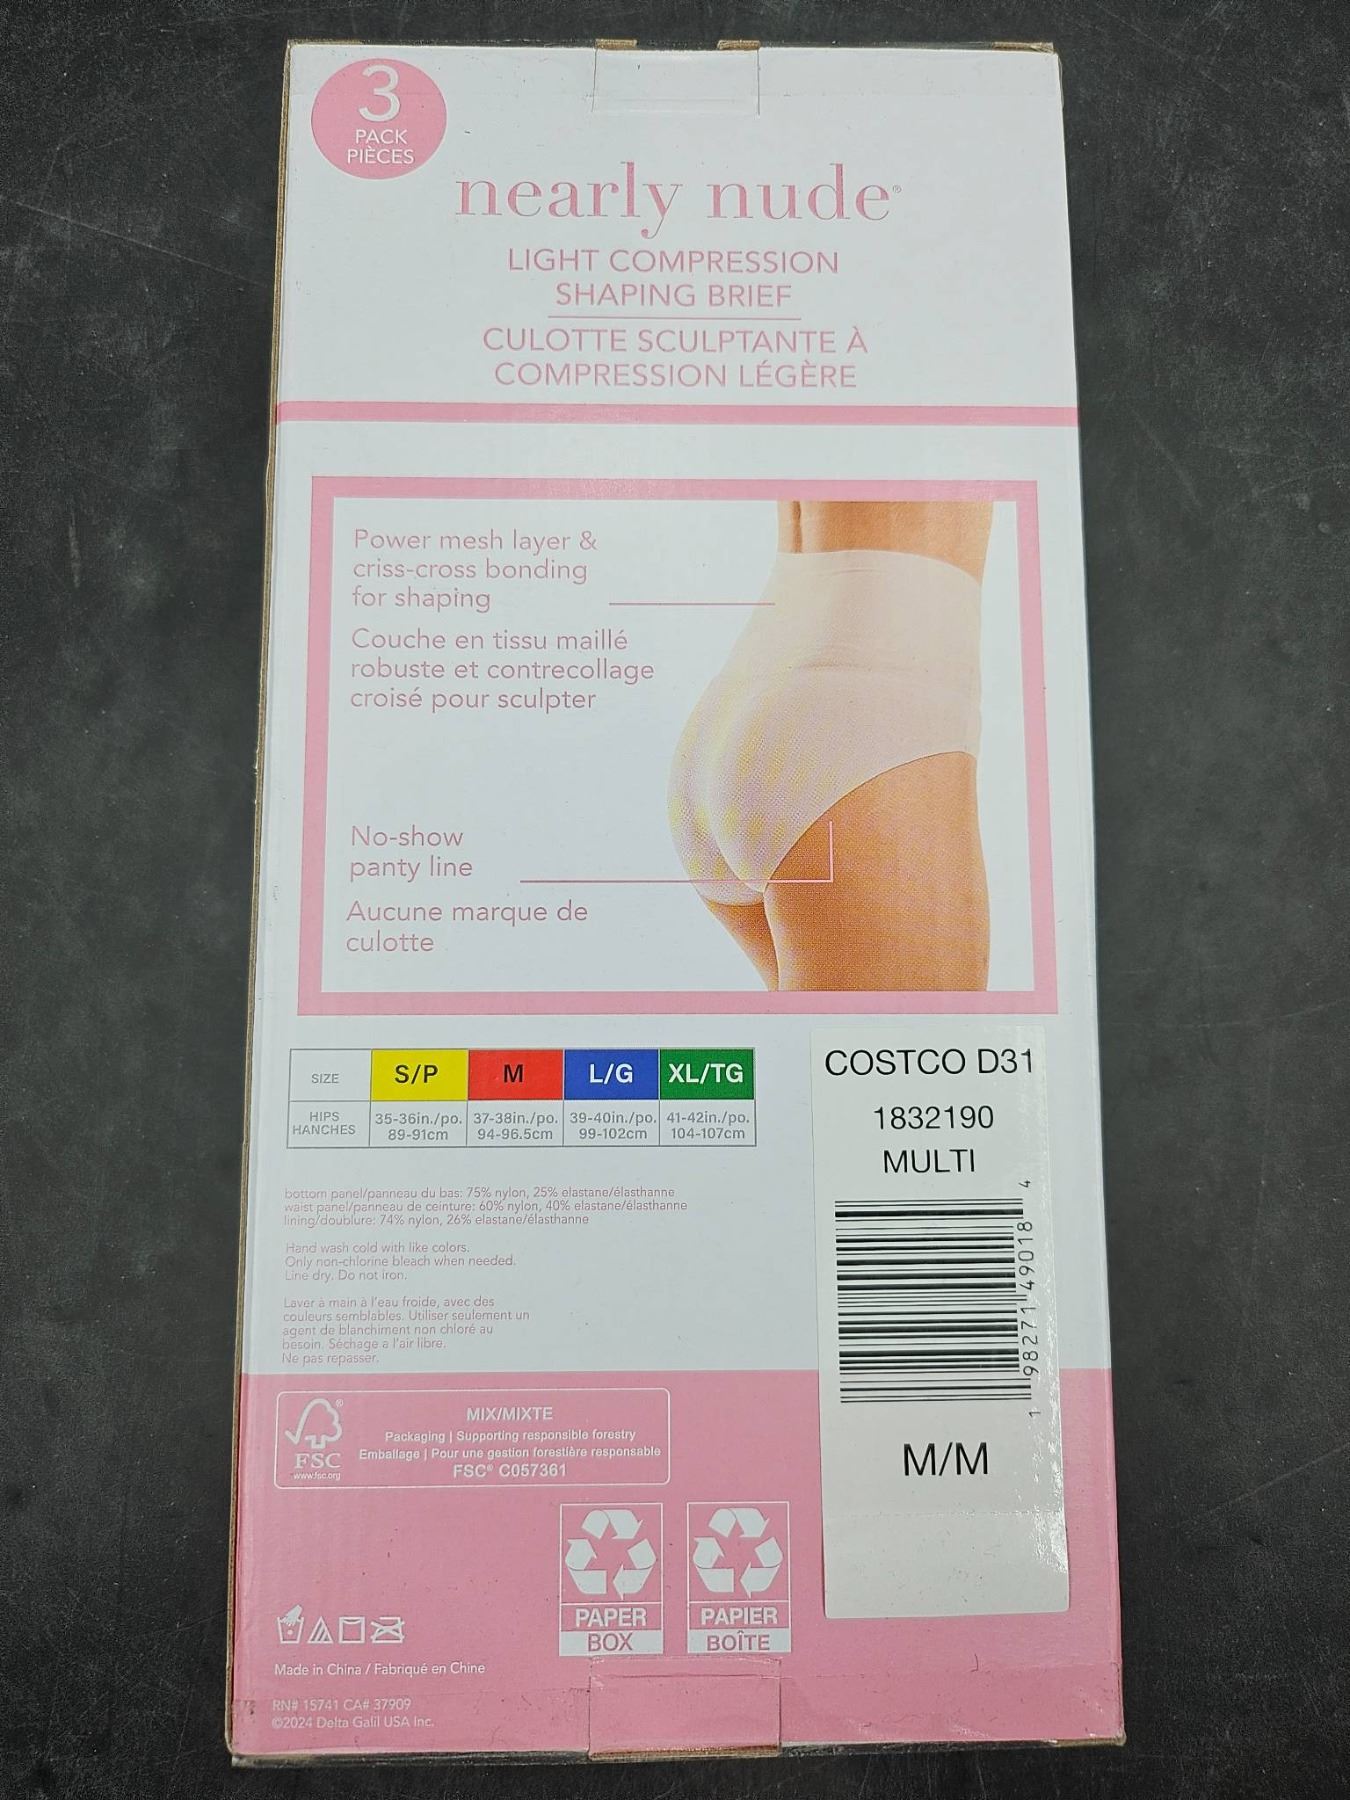 3
PACK
PIÈCES
nearly nude®
LIGHT COMPRESSION
SHAPING BRIEF
CULOTTE SCULPTANTE À
COMPRESSION LÉGÈRE
Power mesh layer &
criss-cross bonding
for shaping
Couche en tissu maillé
robuste et contrecollage
croisé pour sculpter
No-show
panty line
Aucune marque de
culotte
SIZE S/P M L/G XL/TG
HIPS 35-36in./po. 37-38in./po. 39-40in./po. 41-42in./po.
HANCHES 89-91cm 94-96.5cm 99-102cm 104-107cm
bottom panel/panneau du bas: 75% nylon, 25% elastane/élasthanne
waist panel/panneau de ceinture: 60% nylon, 40% elastane/élasthanne
lining/doublure: 74% nylon, 26% elastane/élasthanne
Hand wash cold with like colors.
Only non-chlorine bleach when needed.
Line dry. Do not iron.
Laver à main à l'eau froide, avec des
couleurs semblables. Utiliser seulement un
agent de blanchiment non chloré au
besoin. Séchage a l'air libre.
Ne pas repasser.
COSTCO D31
1832190
MULTI
1 98271 49018 4
M/M
FSC®
www.fsc.org
MIX/MIXTE
Packaging | Supporting responsible forestry
Emballage | Pour une gestion forestière responsable
FSC® C057361
PAPER
BOX
PAPIER
BOÎTE
Made in China / Fabriqué en Chine
RN# 15741 CA# 37909
©2024 Delta Galil USA Inc.